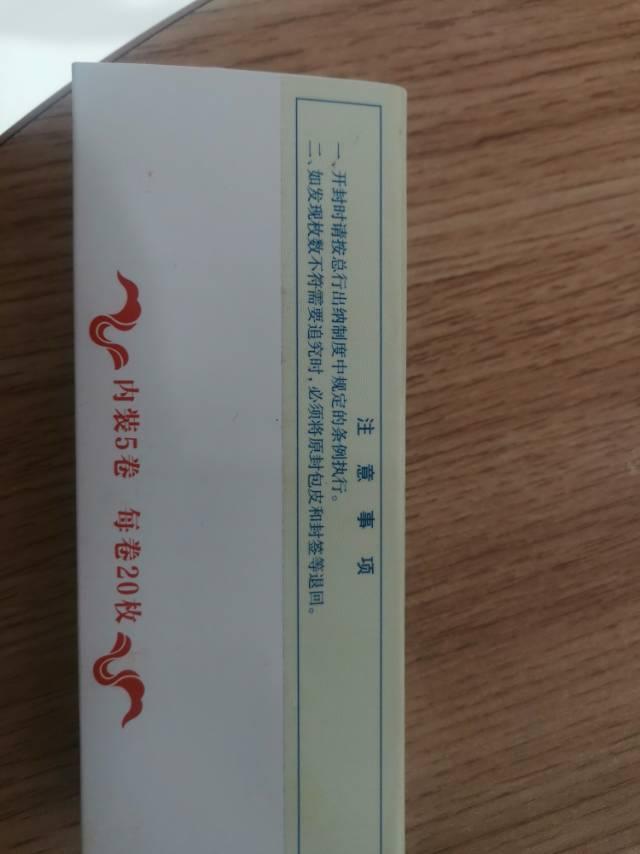 注意事项
一、开封时请按总行出纳制度中规定的条例执行。
二、如发现枚数不符需要追究时,必须将原封包皮和封签等退回。
内装5卷 每卷20枚